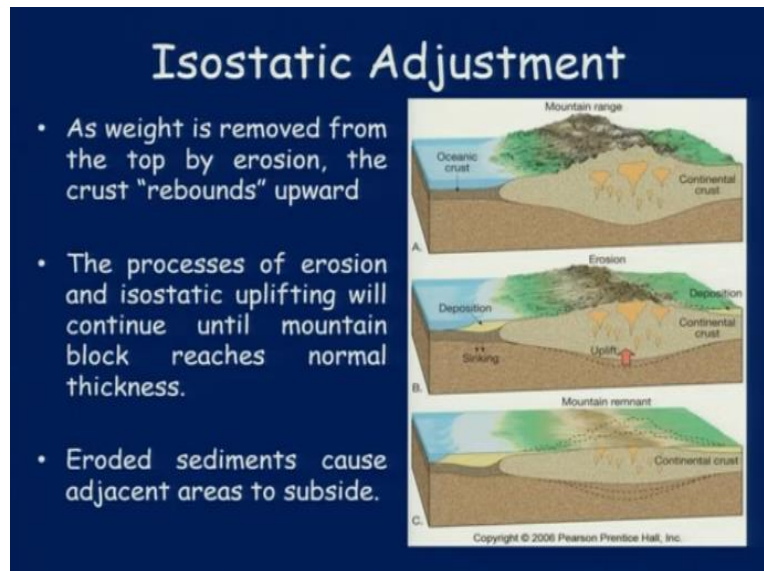 Isostatic Adjustment
• As weight is removed from
the top by erosion, the
crust “rebounds” upward
• The processes of erosion
and isostatic uplifting will
continue until mountain
block reaches normal
thickness.
• Eroded sediments cause
adjacent areas to subside.
Mountain range
Oceanic
crust
Continental
crust
A.
Erosion
Deposition
Deposition
Continental
crust
Sinking
Uplift
B.
Mountain remnant
Continental crust
C.
Copyright © 2006 Pearson Prentice Hall, Inc.